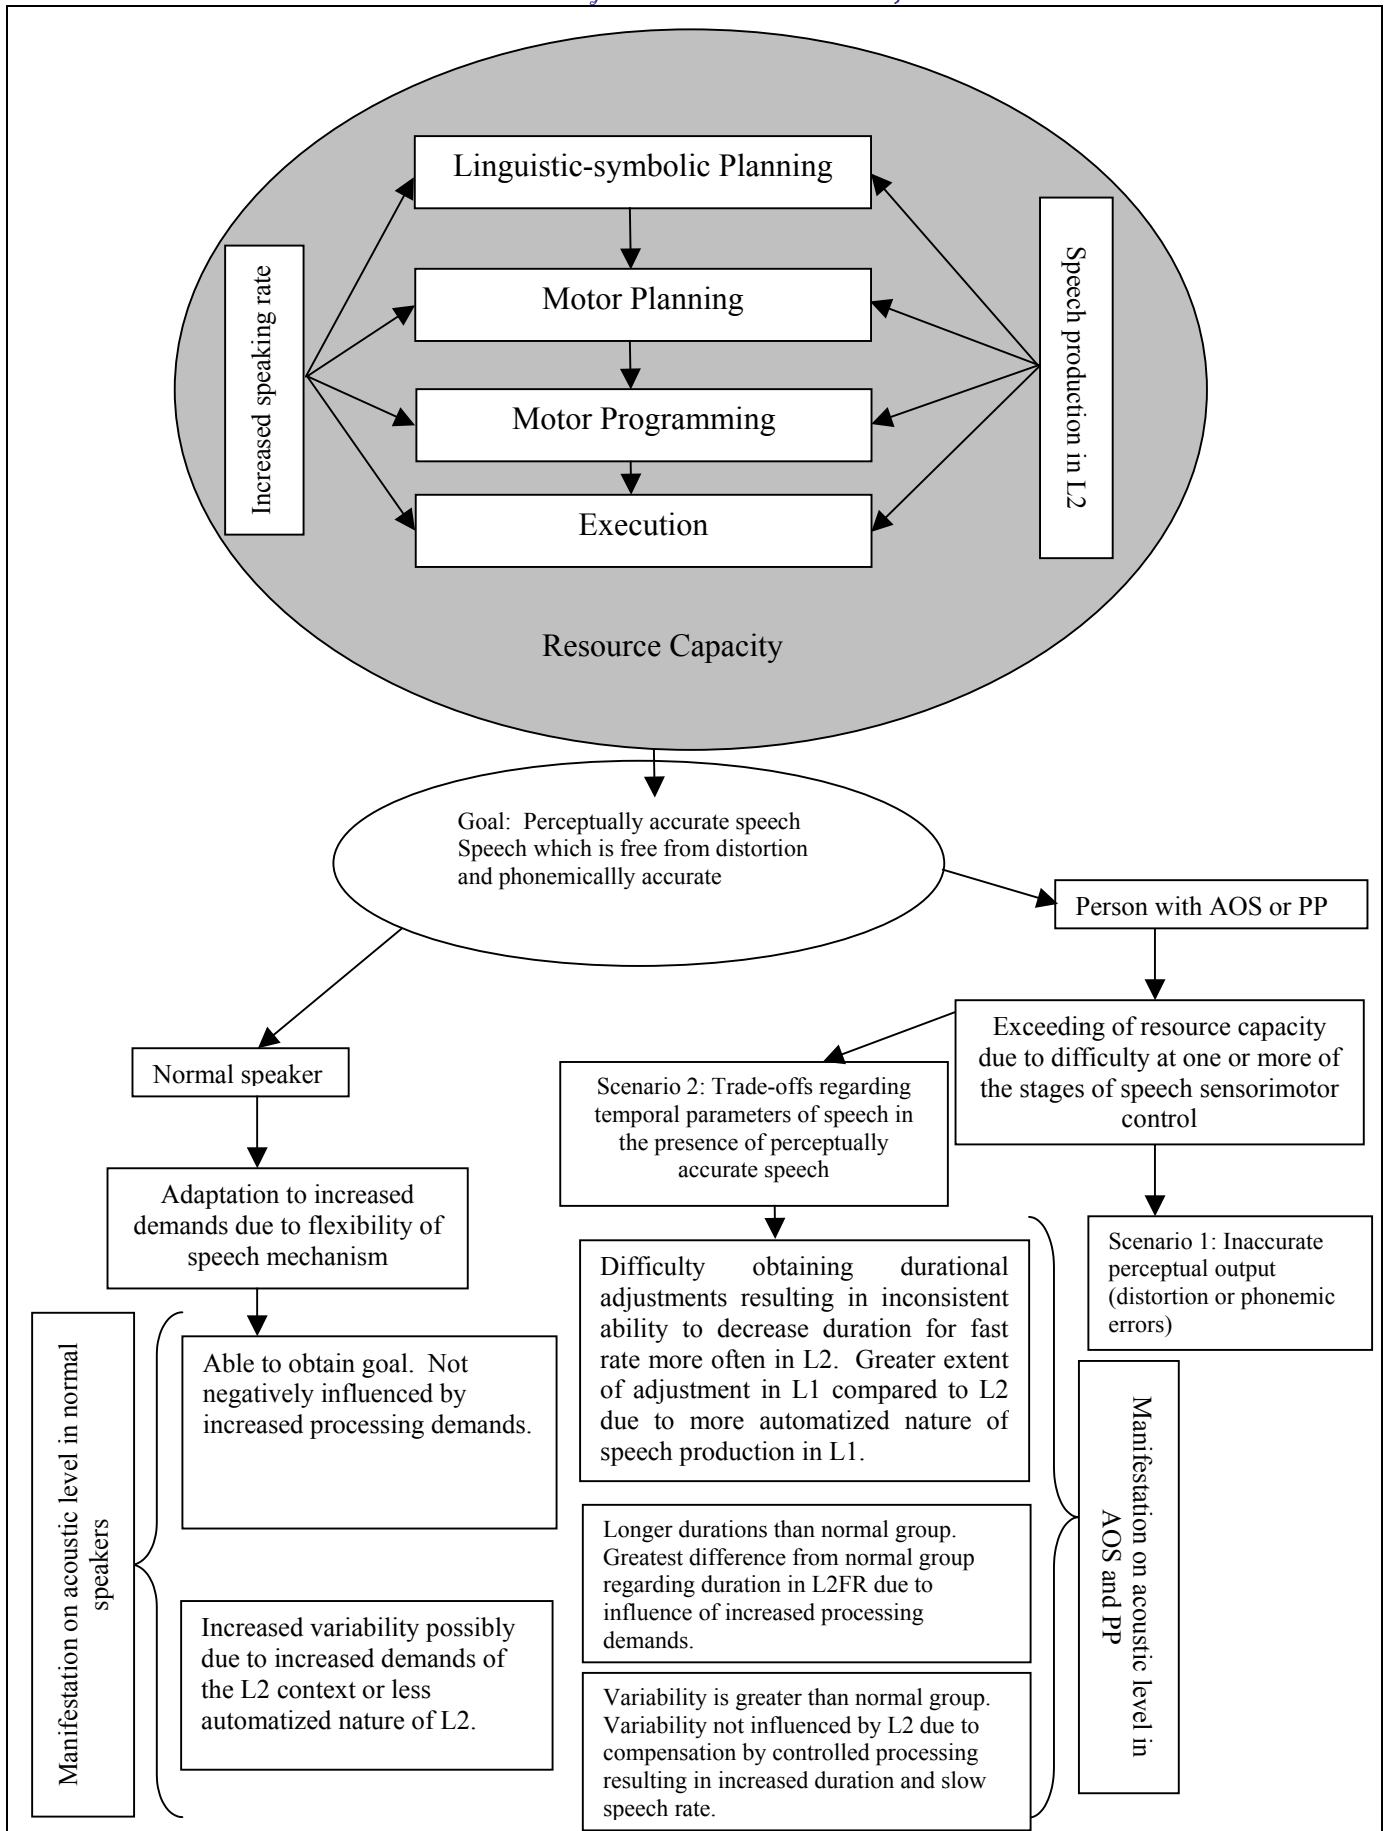 Linguistic-symbolic Planning
Increased speaking rate
Speech production in L2
Motor Planning
Motor Programming
Execution
Resource Capacity
Goal:  Perceptually accurate speech
Speech which is free from distortion
and phonemicallly accurate
Person with AOS or PP
Normal speaker
Exceeding of resource capacity
due to difficulty at one or more of
the stages of speech sensorimotor
control
Scenario 2: Trade-offs regarding
temporal parameters of speech in
the presence of perceptually
accurate speech
Adaptation to increased
demands due to flexibility of
speech mechanism
Scenario 1: Inaccurate
perceptual output
(distortion or phonemic
errors)
Difficulty obtaining durational
adjustments resulting in inconsistent
ability to decrease duration for fast
rate more often in L2.  Greater extent
of adjustment in L1 compared to L2
due to more automatized nature of
speech production in L1.
Manifestation on acoustic level in normal
speakers
Able to obtain goal.  Not
negatively influenced by
increased processing demands.
Manifestation on acoustic level in
AOS and PP
Longer durations than normal group.
Greatest difference from normal group
regarding duration in L2FR due to
influence of increased processing
demands.
Increased variability possibly
due to increased demands of
the L2 context or less
automatized nature of L2.
Variability is greater than normal group.
Variability not influenced by L2 due to
compensation by controlled processing
resulting in increased duration and slow
speech rate.